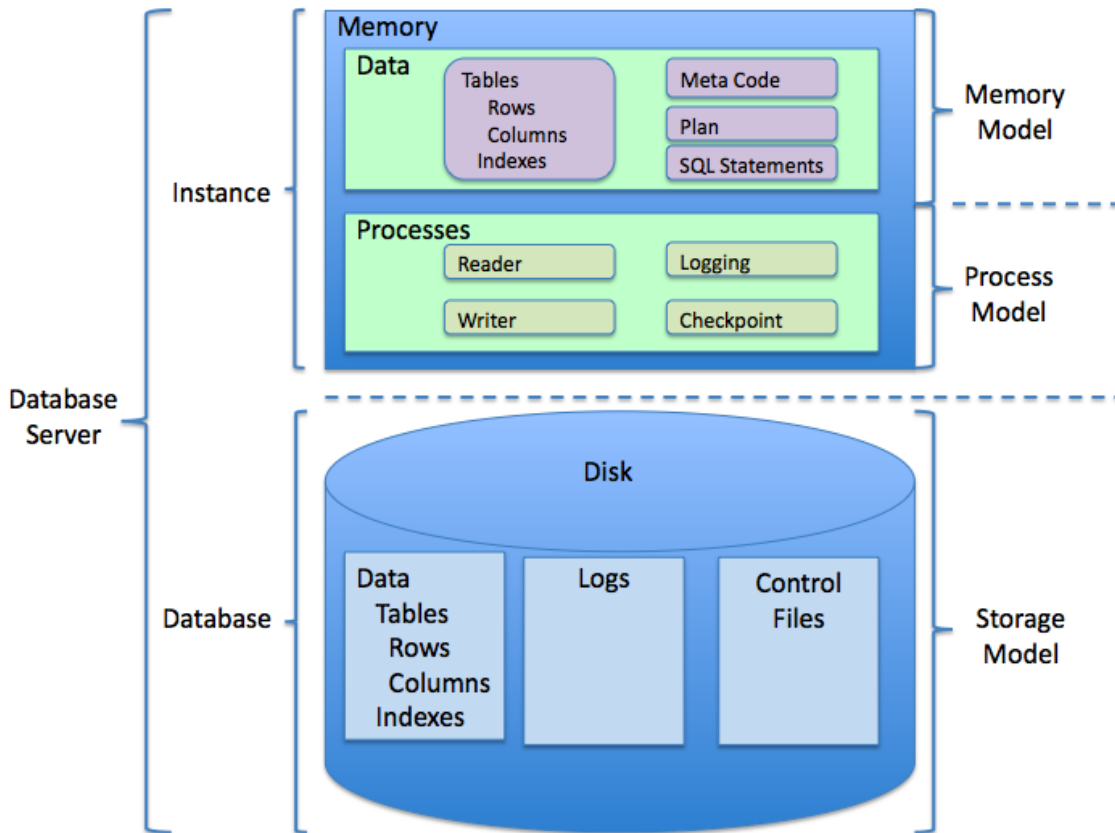 Memory
Data
Tables
Rows
Columns
Indexes
Meta Code
Plan
SQL Statements
Memory
Model
Instance
Processes
Reader
Logging
Writer
Checkpoint
Process
Model
Database
Server
Disk
Data
Tables
Rows
Columns
Indexes
Logs
Control
Files
Database
Storage
Model